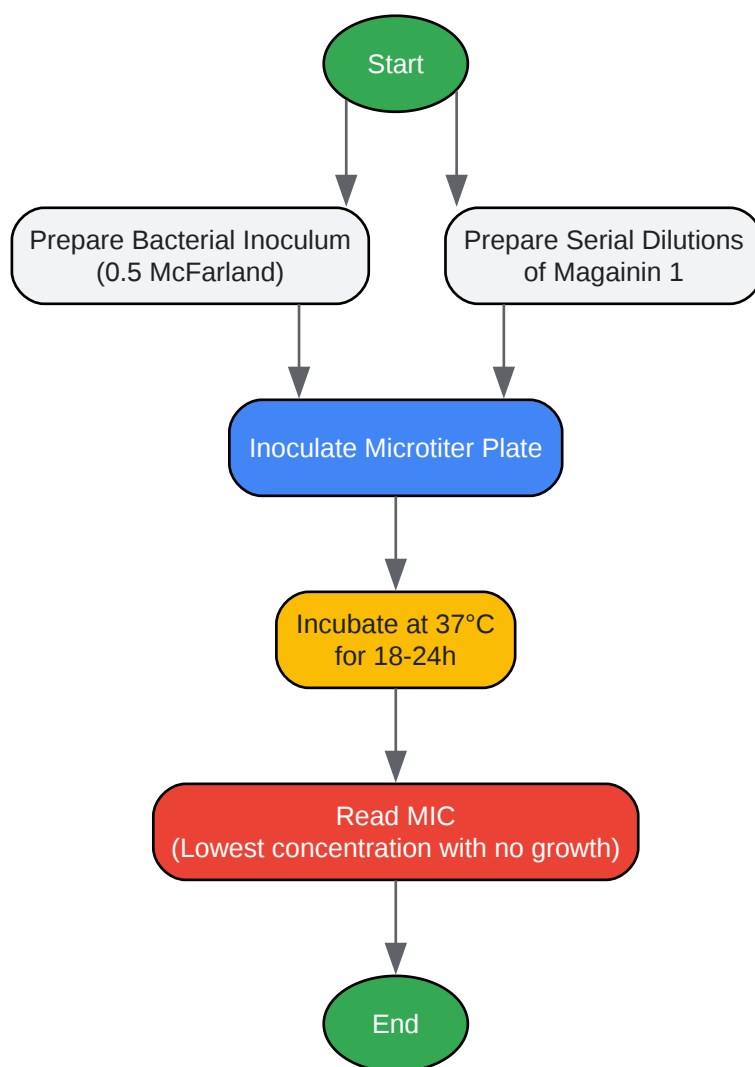 Start
Prepare Bacterial Inoculum
(0.5 McFarland)
Prepare Serial Dilutions
of Magainin 1
Inoculate Microtiter Plate
Incubate at 37°C
for 18-24h
Read MIC
(Lowest concentration with no growth)
End